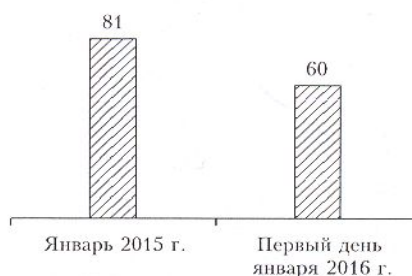 81
60
Январь 2015 г.
Первый день
января 2016 г.